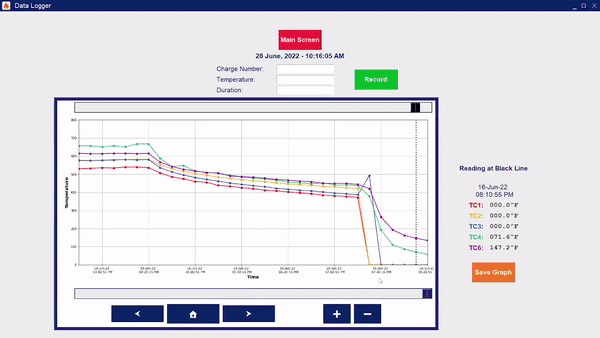 Data Logger
Main Screen
28 June, 2022 - 10:16:05 AM
Charge Number:
Temperature:
Duration:
Record
Reading at Black Line
16-Jun-22
08:10:55 PM
TC1: 000.0°F
TC2: 000.0°F
TC3: 000.0°F
TC4: 071.6°F
TC6: 147.2°F
Save Graph
Temperature
800
700
600
500
400
300
200
100
0
Time